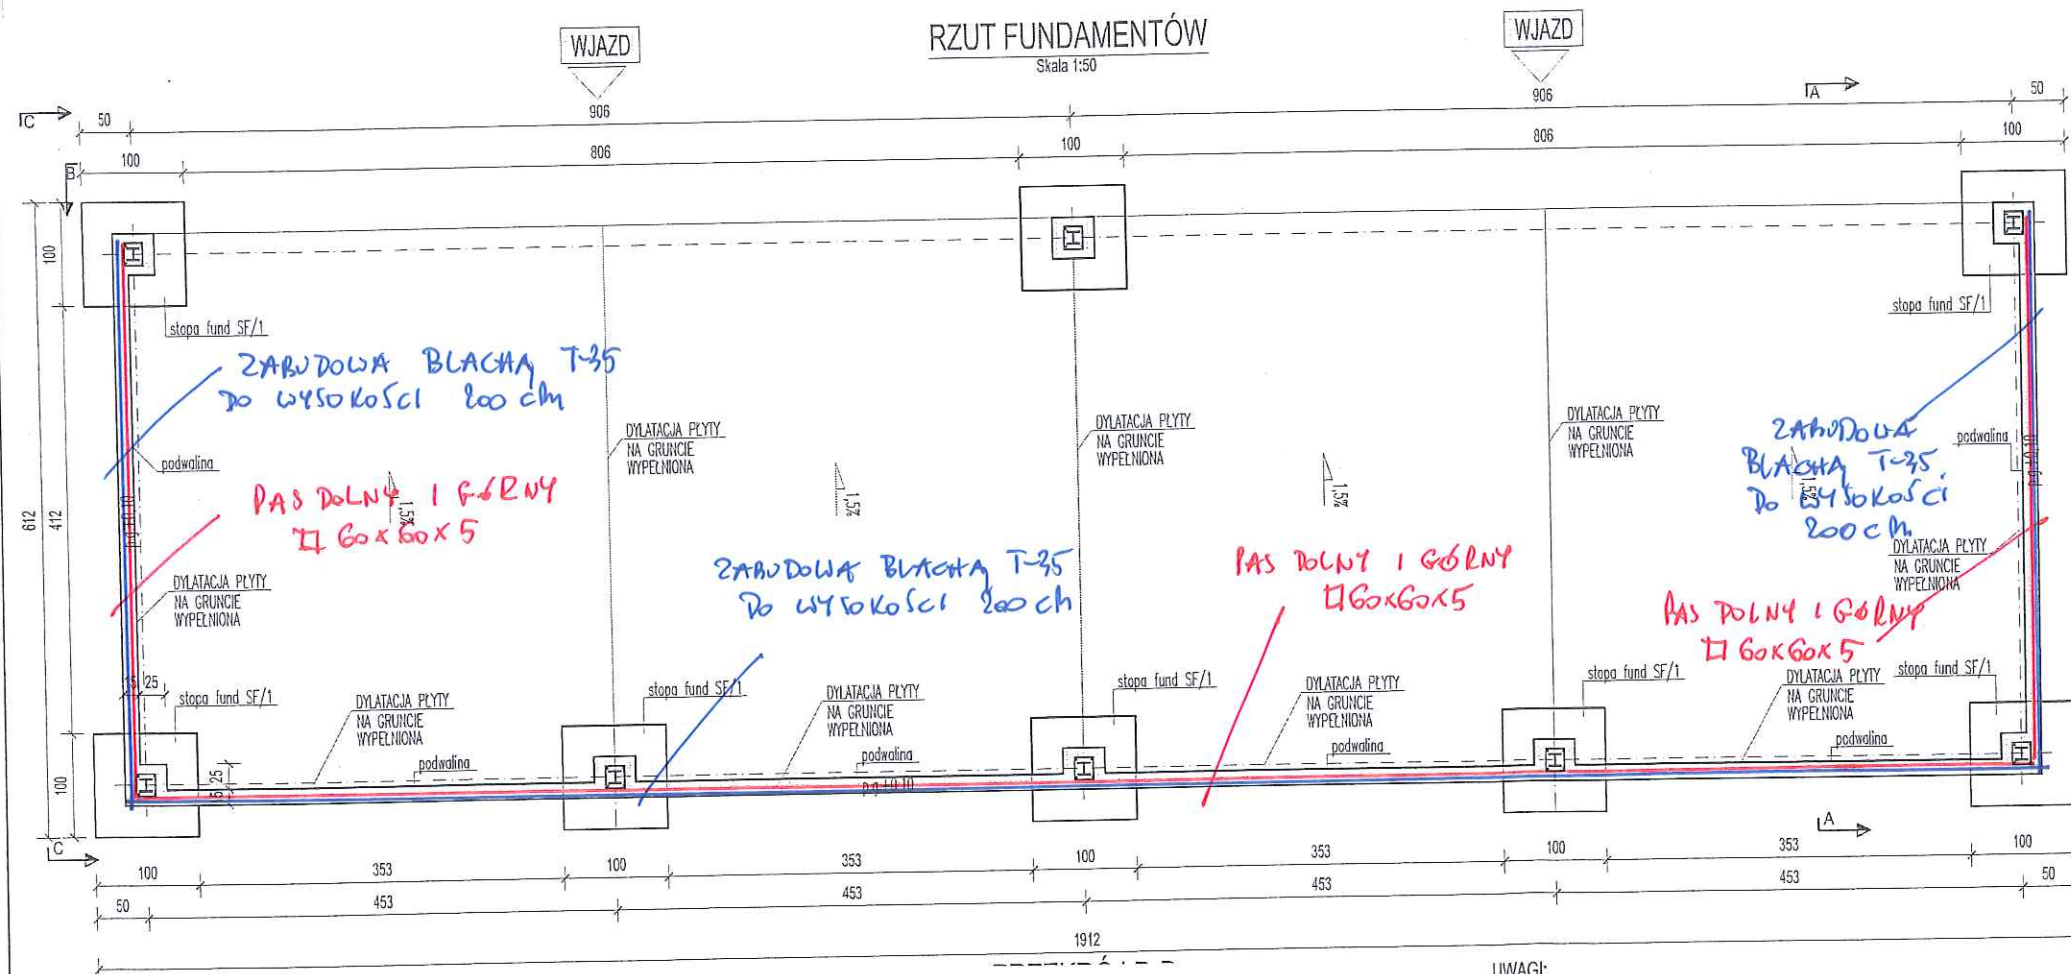 RZUT FUNDAMENTÓW
Skala 1:50
WJAZD
WJAZD
C
50
906
906
A
50
B
100
806
100
806
100
612
412
100
100
stopa fund SF/1
stopa fund SF/1
ZABUDOWA BLACHĄ T-35
DO WYSOKOŚCI 200 cm
podwalina
DYLATACJA PŁYTY
NA GRUNCIE
WYPEŁNIONA
DYLATACJA PŁYTY
NA GRUNCIE
WYPEŁNIONA
DYLATACJA PŁYTY
NA GRUNCIE
WYPEŁNIONA
ZABUDOWA
BLACHĄ T-35
DO WYSOKOŚCI
200 cm
podwalina
PAS DOLNY I GÓRNY
60x60x5
1,5%
1,5%
1,5%
1,5%
DYLATACJA PŁYTY
NA GRUNCIE
WYPEŁNIONA
ZABUDOWA BLACHĄ T-35
DO WYSOKOŚCI 200 cm
PAS DOLNY I GÓRNY
60x60x5
DYLATACJA PŁYTY
NA GRUNCIE
WYPEŁNIONA
PAS DOLNY I GÓRNY
60x60x5
15 25
stopa fund SF/1
stopa fund SF/1
stopa fund SF/1
stopa fund SF/1
stopa fund SF/1
DYLATACJA PŁYTY
NA GRUNCIE
WYPEŁNIONA
DYLATACJA PŁYTY
NA GRUNCIE
WYPEŁNIONA
DYLATACJA PŁYTY
NA GRUNCIE
WYPEŁNIONA
DYLATACJA PŁYTY
NA GRUNCIE
WYPEŁNIONA
25
15
podwalina
podwalina
podwalina
podwalina
p.g.+0,10
C
A
100
353
100
353
100
353
100
353
100
50
453
453
453
453
50
1912
UWAGI: